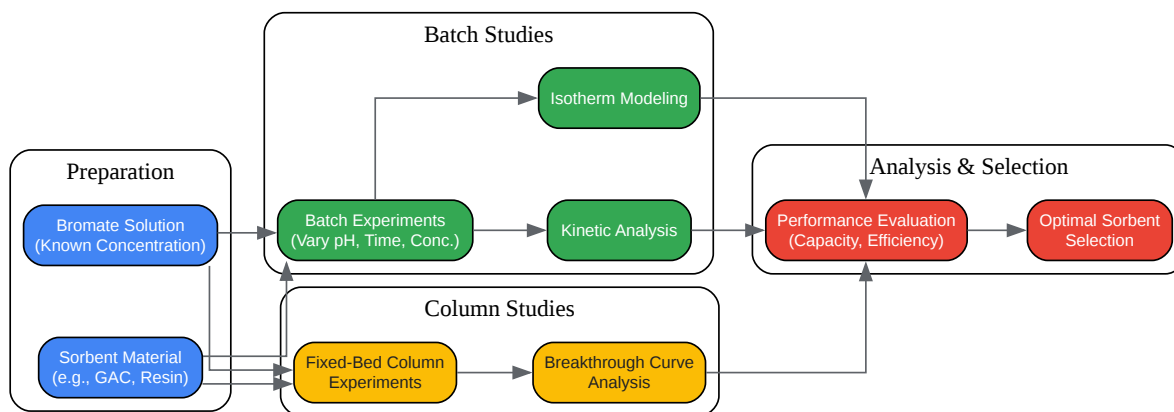 Batch Studies
Isotherm Modeling
Preparation
Analysis & Selection
Bromate Solution
(Known Concentration)
Batch Experiments
(Vary pH, Time, Conc.)
Kinetic Analysis
Performance Evaluation
(Capacity, Efficiency)
Optimal Sorbent
Selection
Column Studies
Sorbent Material
(e.g., GAC, Resin)
Fixed-Bed Column
Experiments
Breakthrough Curve
Analysis